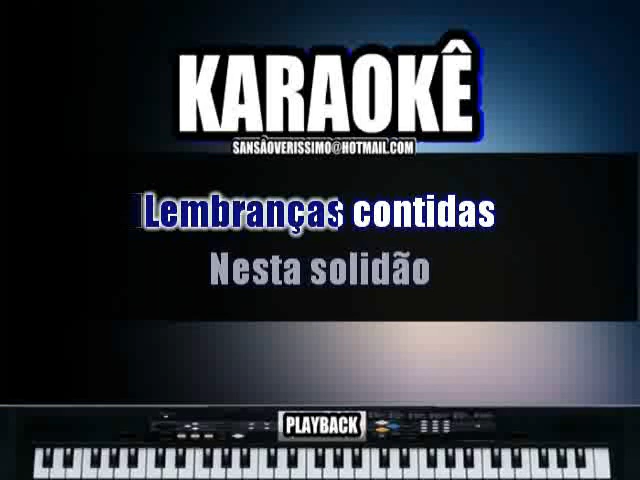 KARAOKÊ
SANSÃOVERISSIMO@HOTMAIL.COM
Lembranças contidas
Nesta solidão
PLAYBACK